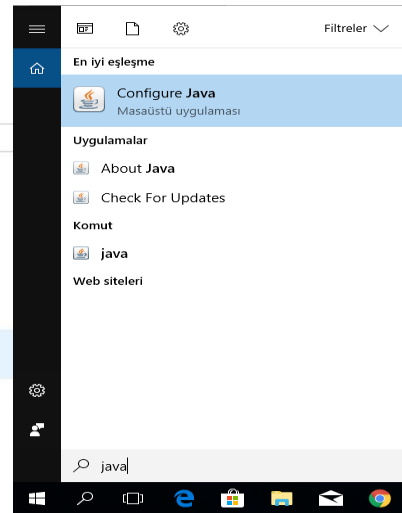 Filtreler
En iyi eşleşme
Configure Java
Masaüstü uygulaması
Uygulamalar
About Java
Check For Updates
Komut
java
Web siteleri
java